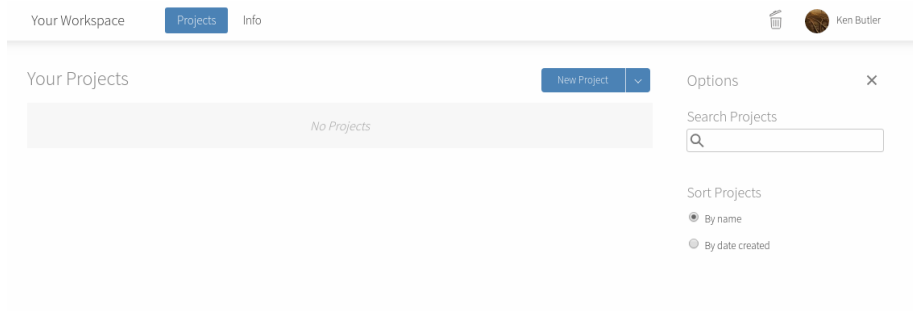 Your Workspace
Projects
Info
Ken Butler
Your Projects
New Project
No Projects
Options
Search Projects
Sort Projects
By name
By date created